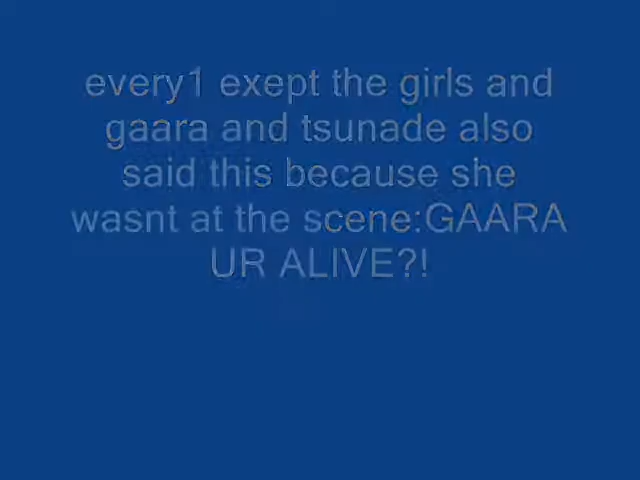 every1 exept the girls and
gaara and tsunade also
said this because she
wasnt at the scene:GAARA
UR ALIVE?!